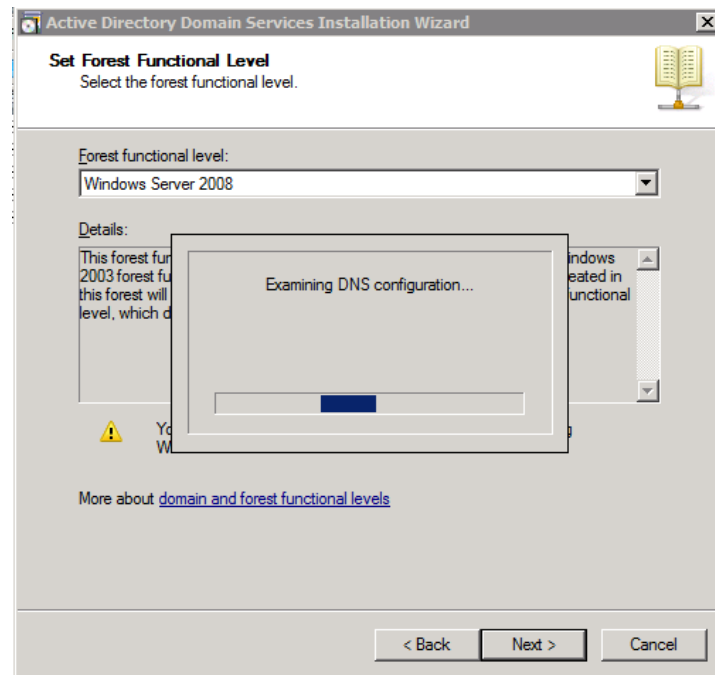 Active Directory Domain Services Installation Wizard
Set Forest Functional Level
Select the forest functional level.
Forest functional level:
Windows Server 2008
Details:
This forest fur indows
2003 forest fu eated in
Examining DNS configuration...
this forest will unctional
level, which d
Yo g
W
More about domain and forest functional levels
< Back Next > Cancel